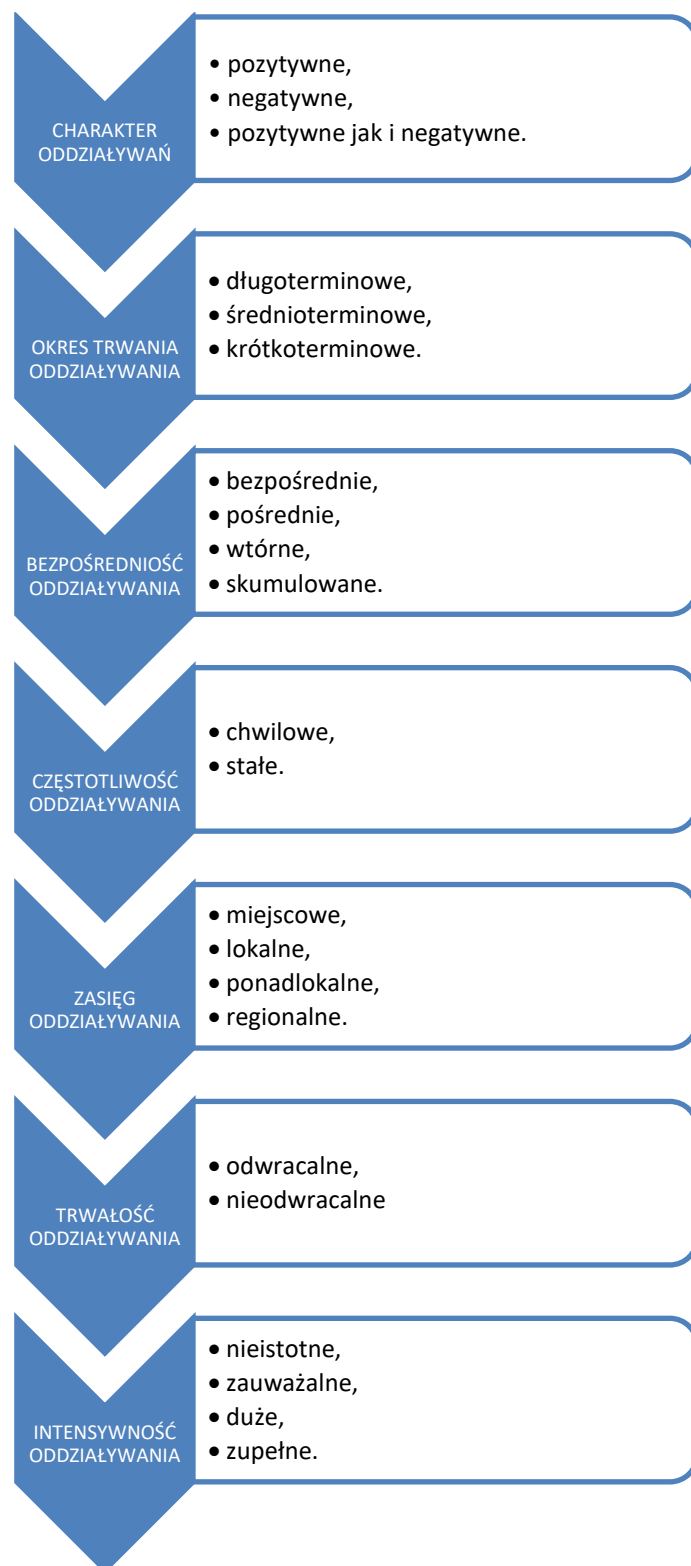 CHARAKTER
ODDZIAŁYWAŃ
• pozytywne,
• negatywne,
• pozytywne jak i negatywne.
OKRES TRWANIA
ODDZIAŁYWANIA
• długoterminowe,
• średnioterminowe,
• krótkoterminowe.
BEZPOŚREDNIOŚĆ
ODDZIAŁYWANIA
• bezpośrednie,
• pośrednie,
• wtórne,
• skumulowane.
CZĘSTOTLIWOŚĆ
ODDZIAŁYWANIA
• chwilowe,
• stałe.
ZASIĘG
ODDZIAŁYWANIA
• miejscowe,
• lokalne,
• ponadlokalne,
• regionalne.
TRWAŁOŚĆ
ODDZIAŁYWANIA
• odwracalne,
• nieodwracalne
INTENSYWNOŚĆ
ODDZIAŁYWANIA
• nieistotne,
• zauważalne,
• duże,
• zupełne.